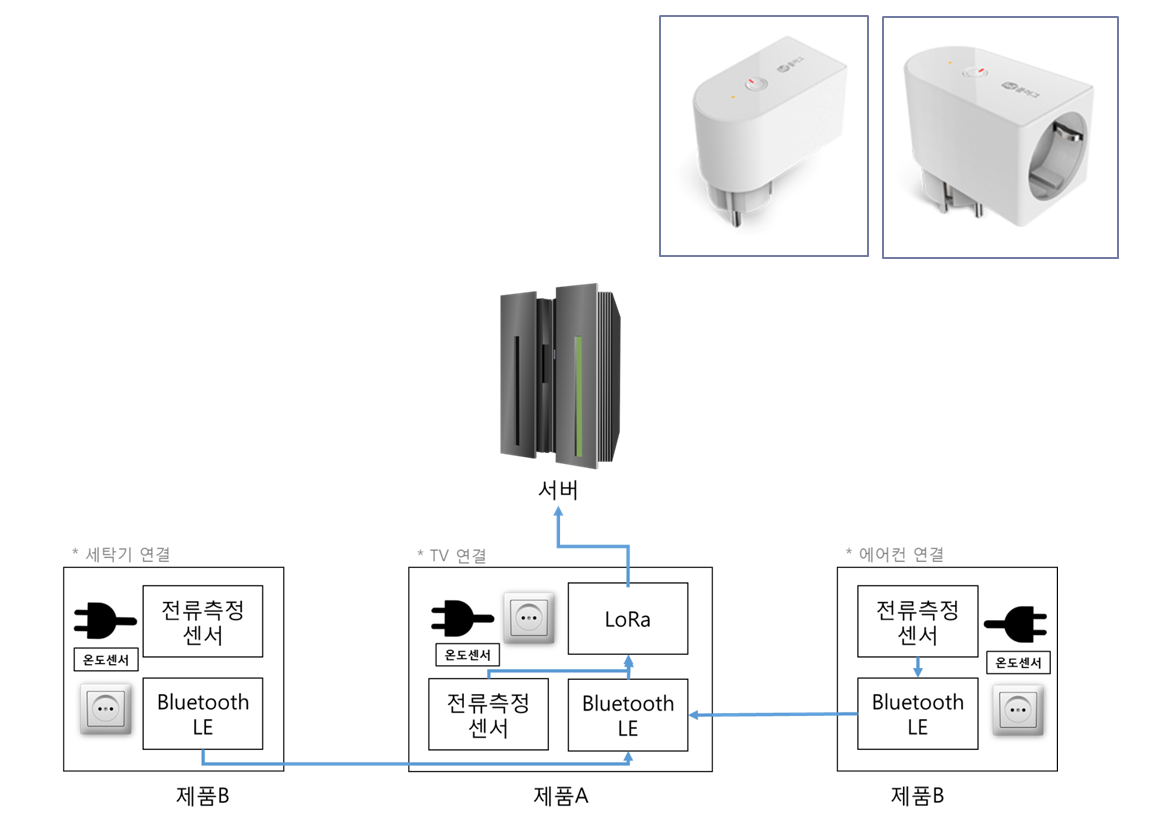 서버
* 세탁기 연결
전류측정
센서
온도센서
Bluetooth
LE
제품B
* TV 연결
LoRa
온도센서
전류측정
센서
Bluetooth
LE
제품A
* 에어컨 연결
전류측정
센서
온도센서
Bluetooth
LE
제품B